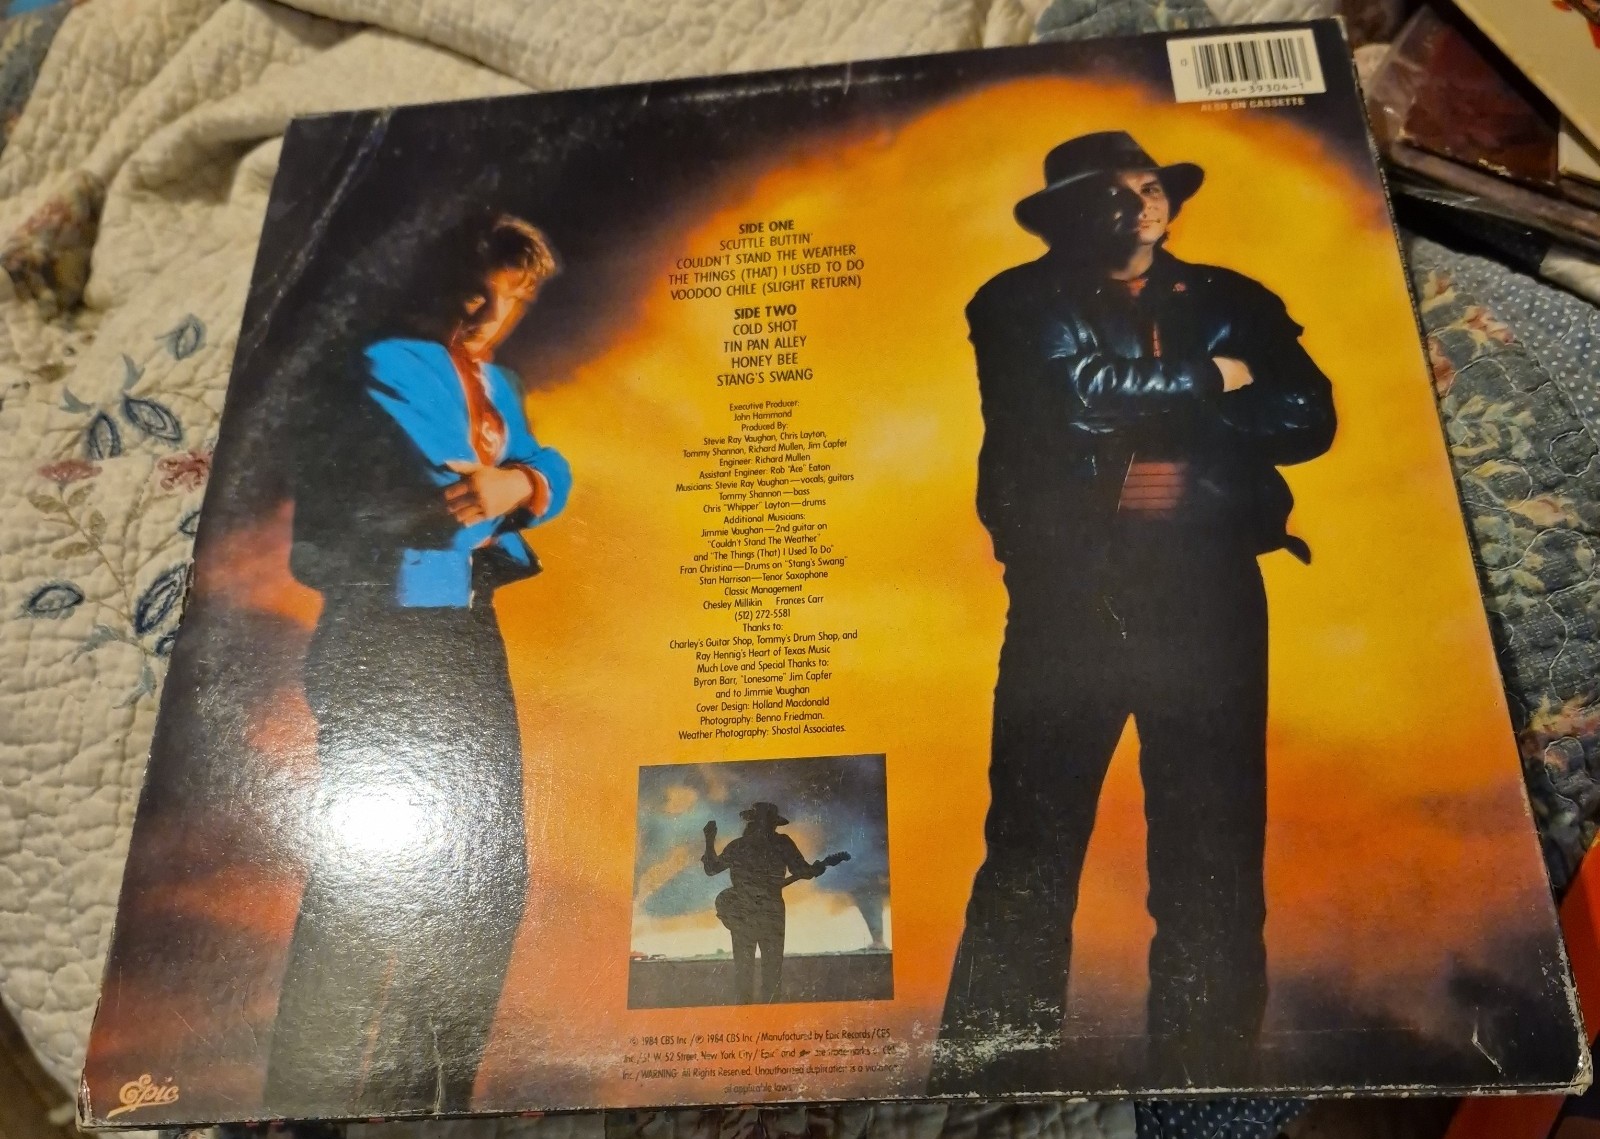 0
7464-39304-1
ALSO ON CASSETTE
SIDE ONE
SCUTTLE BUTTIN'
COULDN'T STAND THE WEATHER
THE THINGS (THAT) I USED TO DO
VOODOO CHILE (SLIGHT RETURN)
SIDE TWO
COLD SHOT
TIN PAN ALLEY
HONEY BEE
STANG'S SWANG
Executive Producer:
John Hammond
Produced By:
Stevie Ray Vaughan, Chris Layton,
Tommy Shannon, Richard Mullen, Jim Capfer
Engineer: Richard Mullen
Assistant Engineer: Rob "Ace" Eaton
Musicians: Stevie Ray Vaughan—vocals, guitars
Tommy Shannon—bass
Chris "Whipper" Layton—drums
Additional Musicians:
Jimmie Vaughan—2nd guitar on
"Couldn't Stand The Weather"
and "The Things (That) I Used To Do"
Fran Christina—Drums on "Stang's Swang"
Stan Harrison—Tenor Saxophone
Classic Management
Chesley Millikin Frances Carr
(512) 272-5581
Thanks to:
Charley's Guitar Shop, Tommy's Drum Shop, and
Ray Hennig's Heart of Texas Music
Much Love and Special Thanks to:
Byron Barr, "Lonesome" Jim Capfer
and to Jimmie Vaughan
Cover Design: Holland Macdonald
Photography: Benno Friedman.
Weather Photography: Shostal Associates.
© 1984 CBS Inc./℗ 1984 CBS Inc./Manufactured by Epic Records/CBS
Inc./51 W. 52 Street, New York City/"Epic" and are trademarks of CBS
Inc./WARNING: All Rights Reserved. Unauthorized duplication is a violation
of applicable laws.
Epic